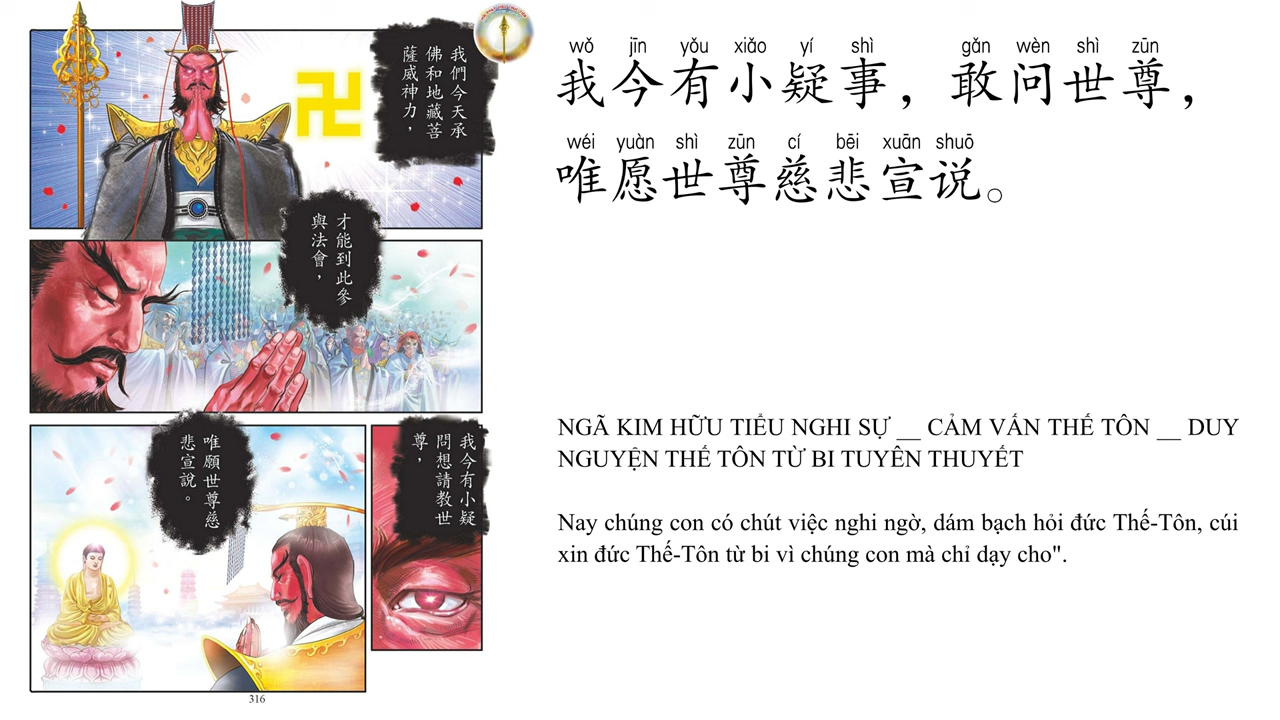 我們今天承
佛和地藏菩
薩威神力，
才能到此參
與法會，
我今有小疑
問想請教世
尊，
唯願世尊慈
悲宣說。
316
wǒ jīn yǒu xiǎo yí shì gǎn wèn shì zūn
我今有小疑事，敢问世尊，
wéi yuàn shì zūn cí bēi xuān shuō
唯愿世尊慈悲宣说。
NGÃ KIM HỮU TIỂU NGHI SỰ __ CẢM VẤN THẾ TÔN __ DUY
NGUYỆN THẾ TÔN TỪ BI TUYÊN THUYẾT
Nay chúng con có chút việc nghi ngờ, dám bạch hỏi đức Thế-Tôn, cúi
xin đức Thế-Tôn từ bi vì chúng con mà chỉ dạy cho".